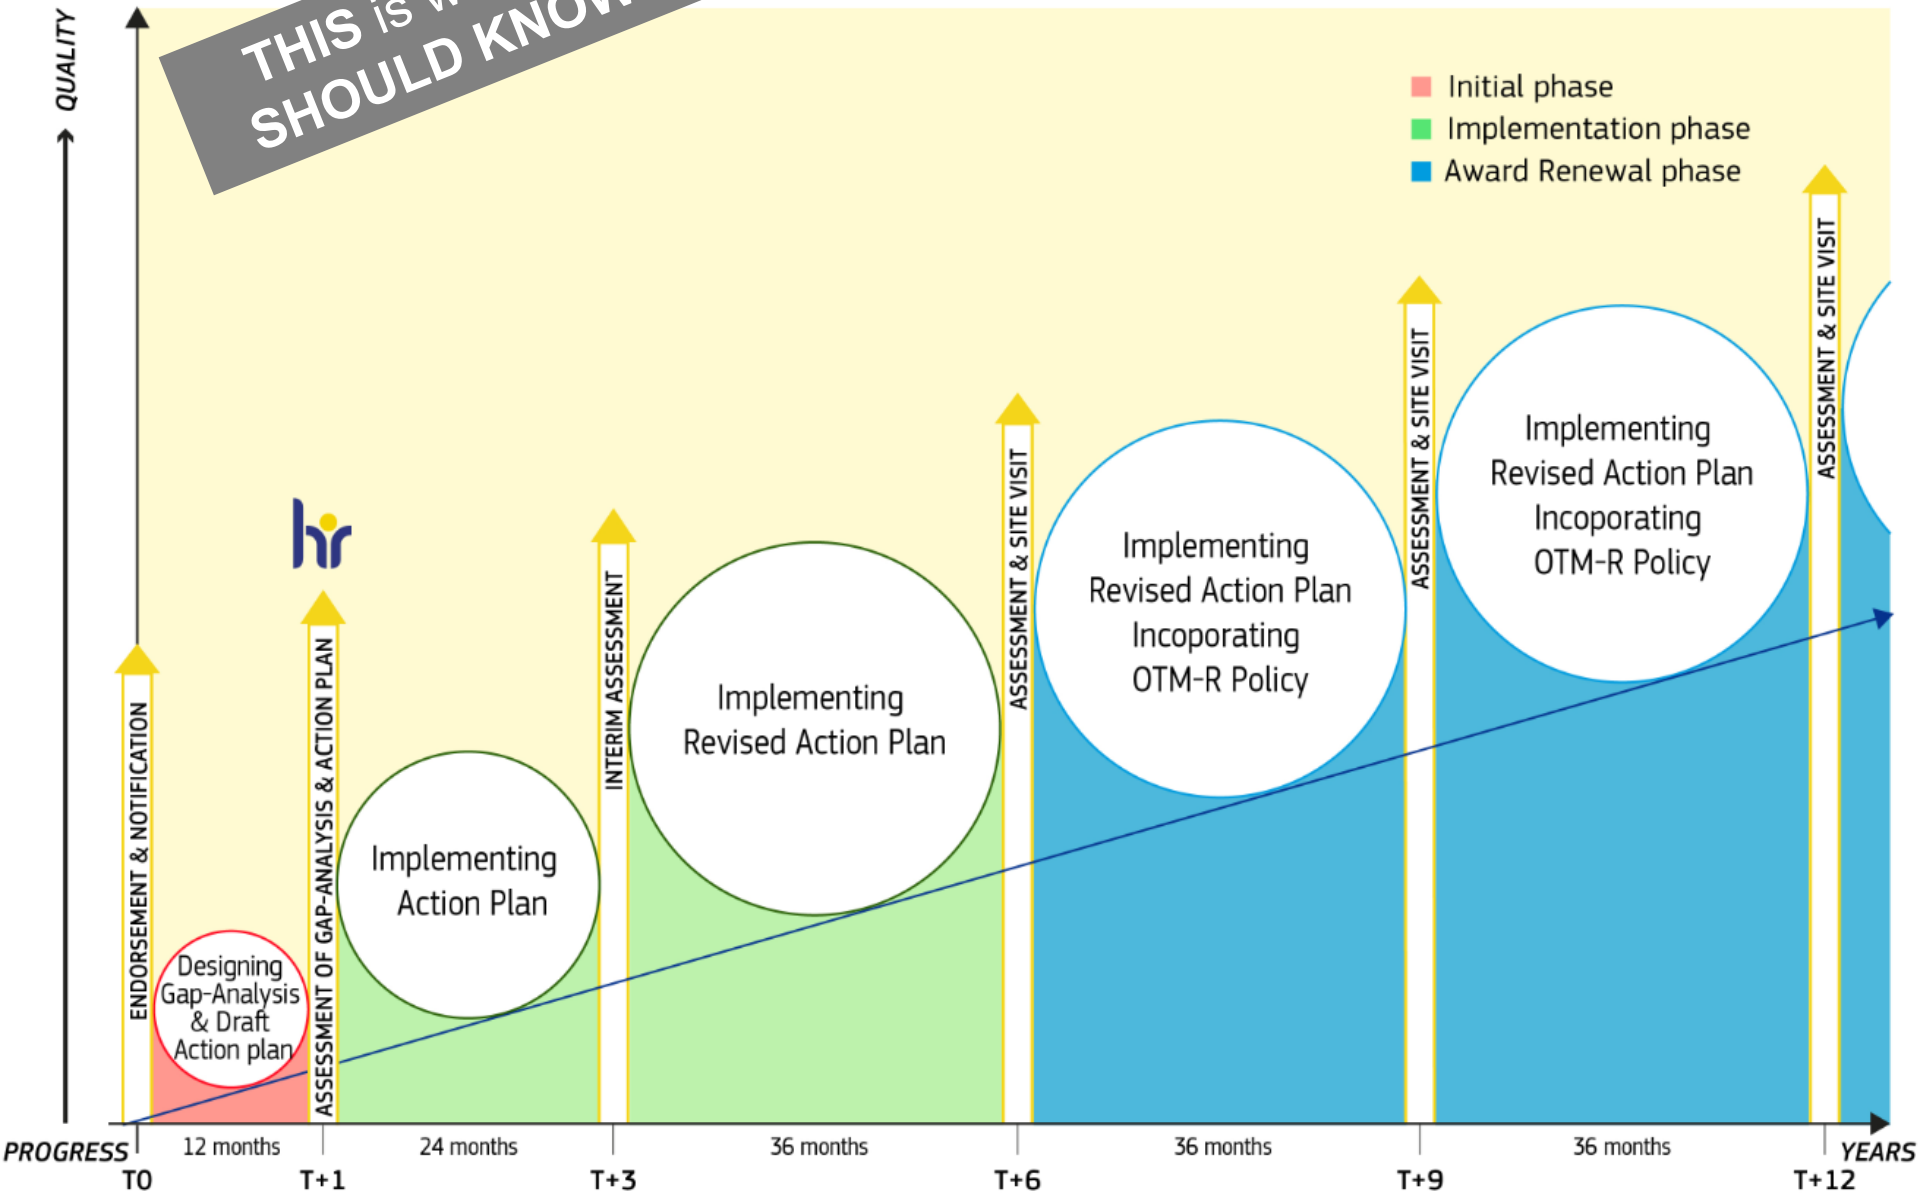 THIS is
SHOULD KNOW
QUALITY
Initial phase
Implementation phase
Award Renewal phase
hr
ENDORSEMENT & NOTIFICATION
Designing
Gap-Analysis
& Draft
Action plan
ASSESSMENT OF GAP-ANALYSIS & ACTION PLAN
Implementing
Action Plan
INTERIM ASSESSMENT
Implementing
Revised Action Plan
ASSESSMENT & SITE VISIT
Implementing
Revised Action Plan
Incoporating
OTM-R Policy
ASSESSMENT & SITE VISIT
Implementing
Revised Action Plan
Incoporating
OTM-R Policy
ASSESSMENT & SITE VISIT
PROGRESS
12 months
24 months
36 months
36 months
36 months
YEARS
T0
T+1
T+3
T+6
T+9
T+12